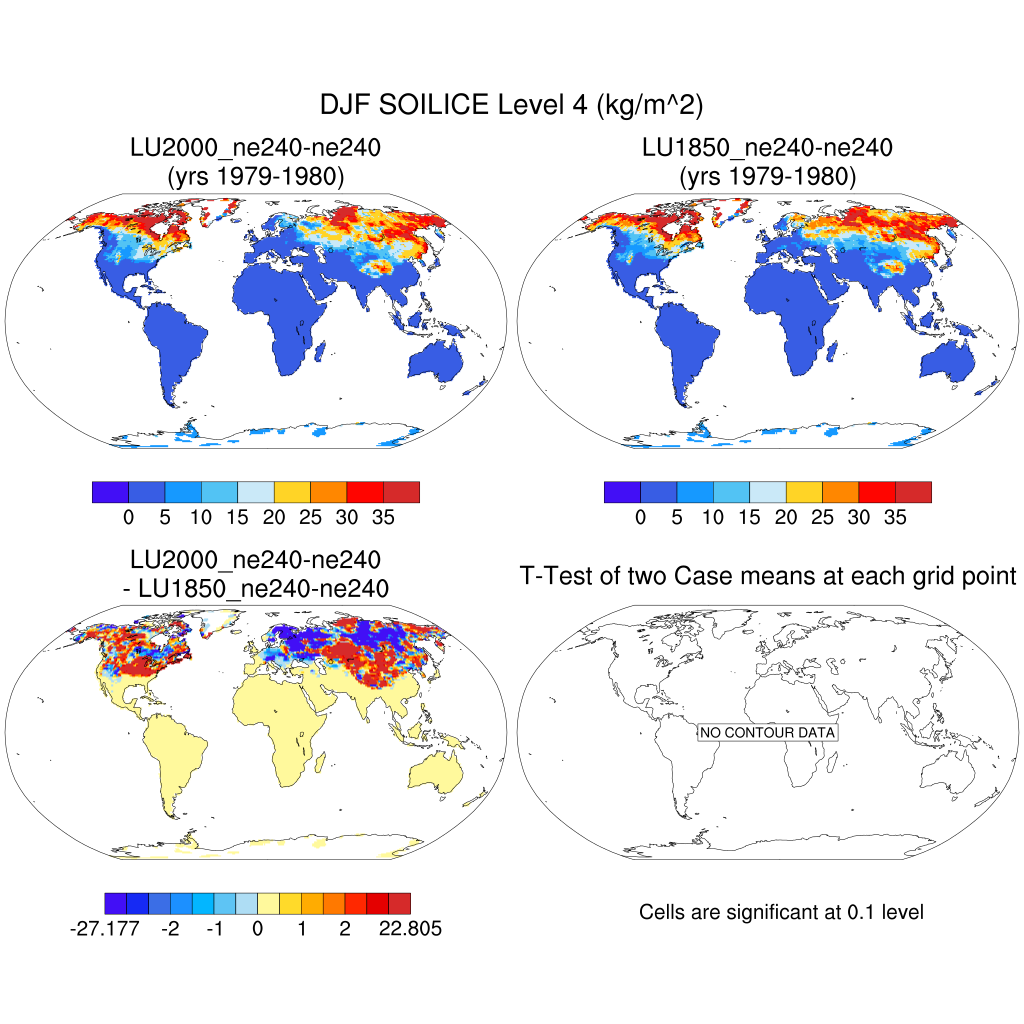 DJF SOILICE Level 4 (kg/m^2)
LU2000_ne240-ne240
(yrs 1979-1980)
LU1850_ne240-ne240
(yrs 1979-1980)
0 5 10 15 20 25 30 35
0 5 10 15 20 25 30 35
LU2000_ne240-ne240
- LU1850_ne240-ne240
T-Test of two Case means at each grid point
NO CONTOUR DATA
-27.177 -2 -1 0 1 2 22.805
Cells are significant at 0.1 level